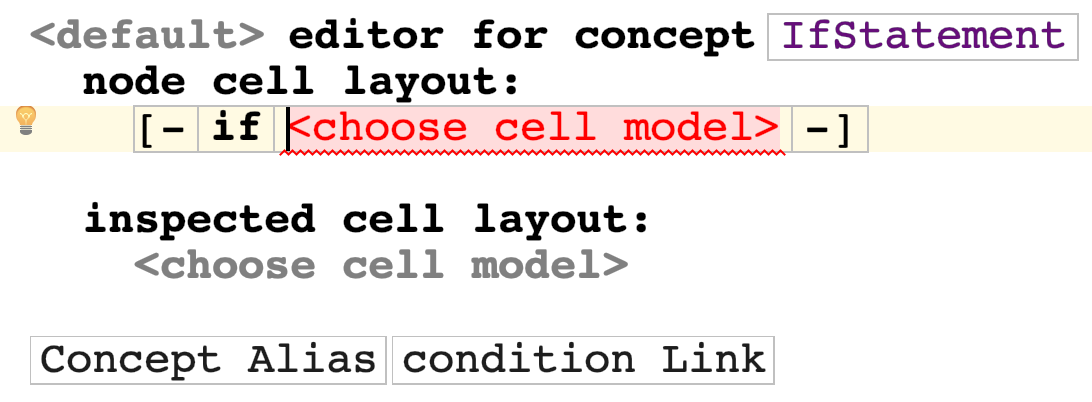 <default> editor for concept IfStatement
node cell layout:
[- if <choose cell model> -]
inspected cell layout:
<choose cell model>
Concept Alias condition Link